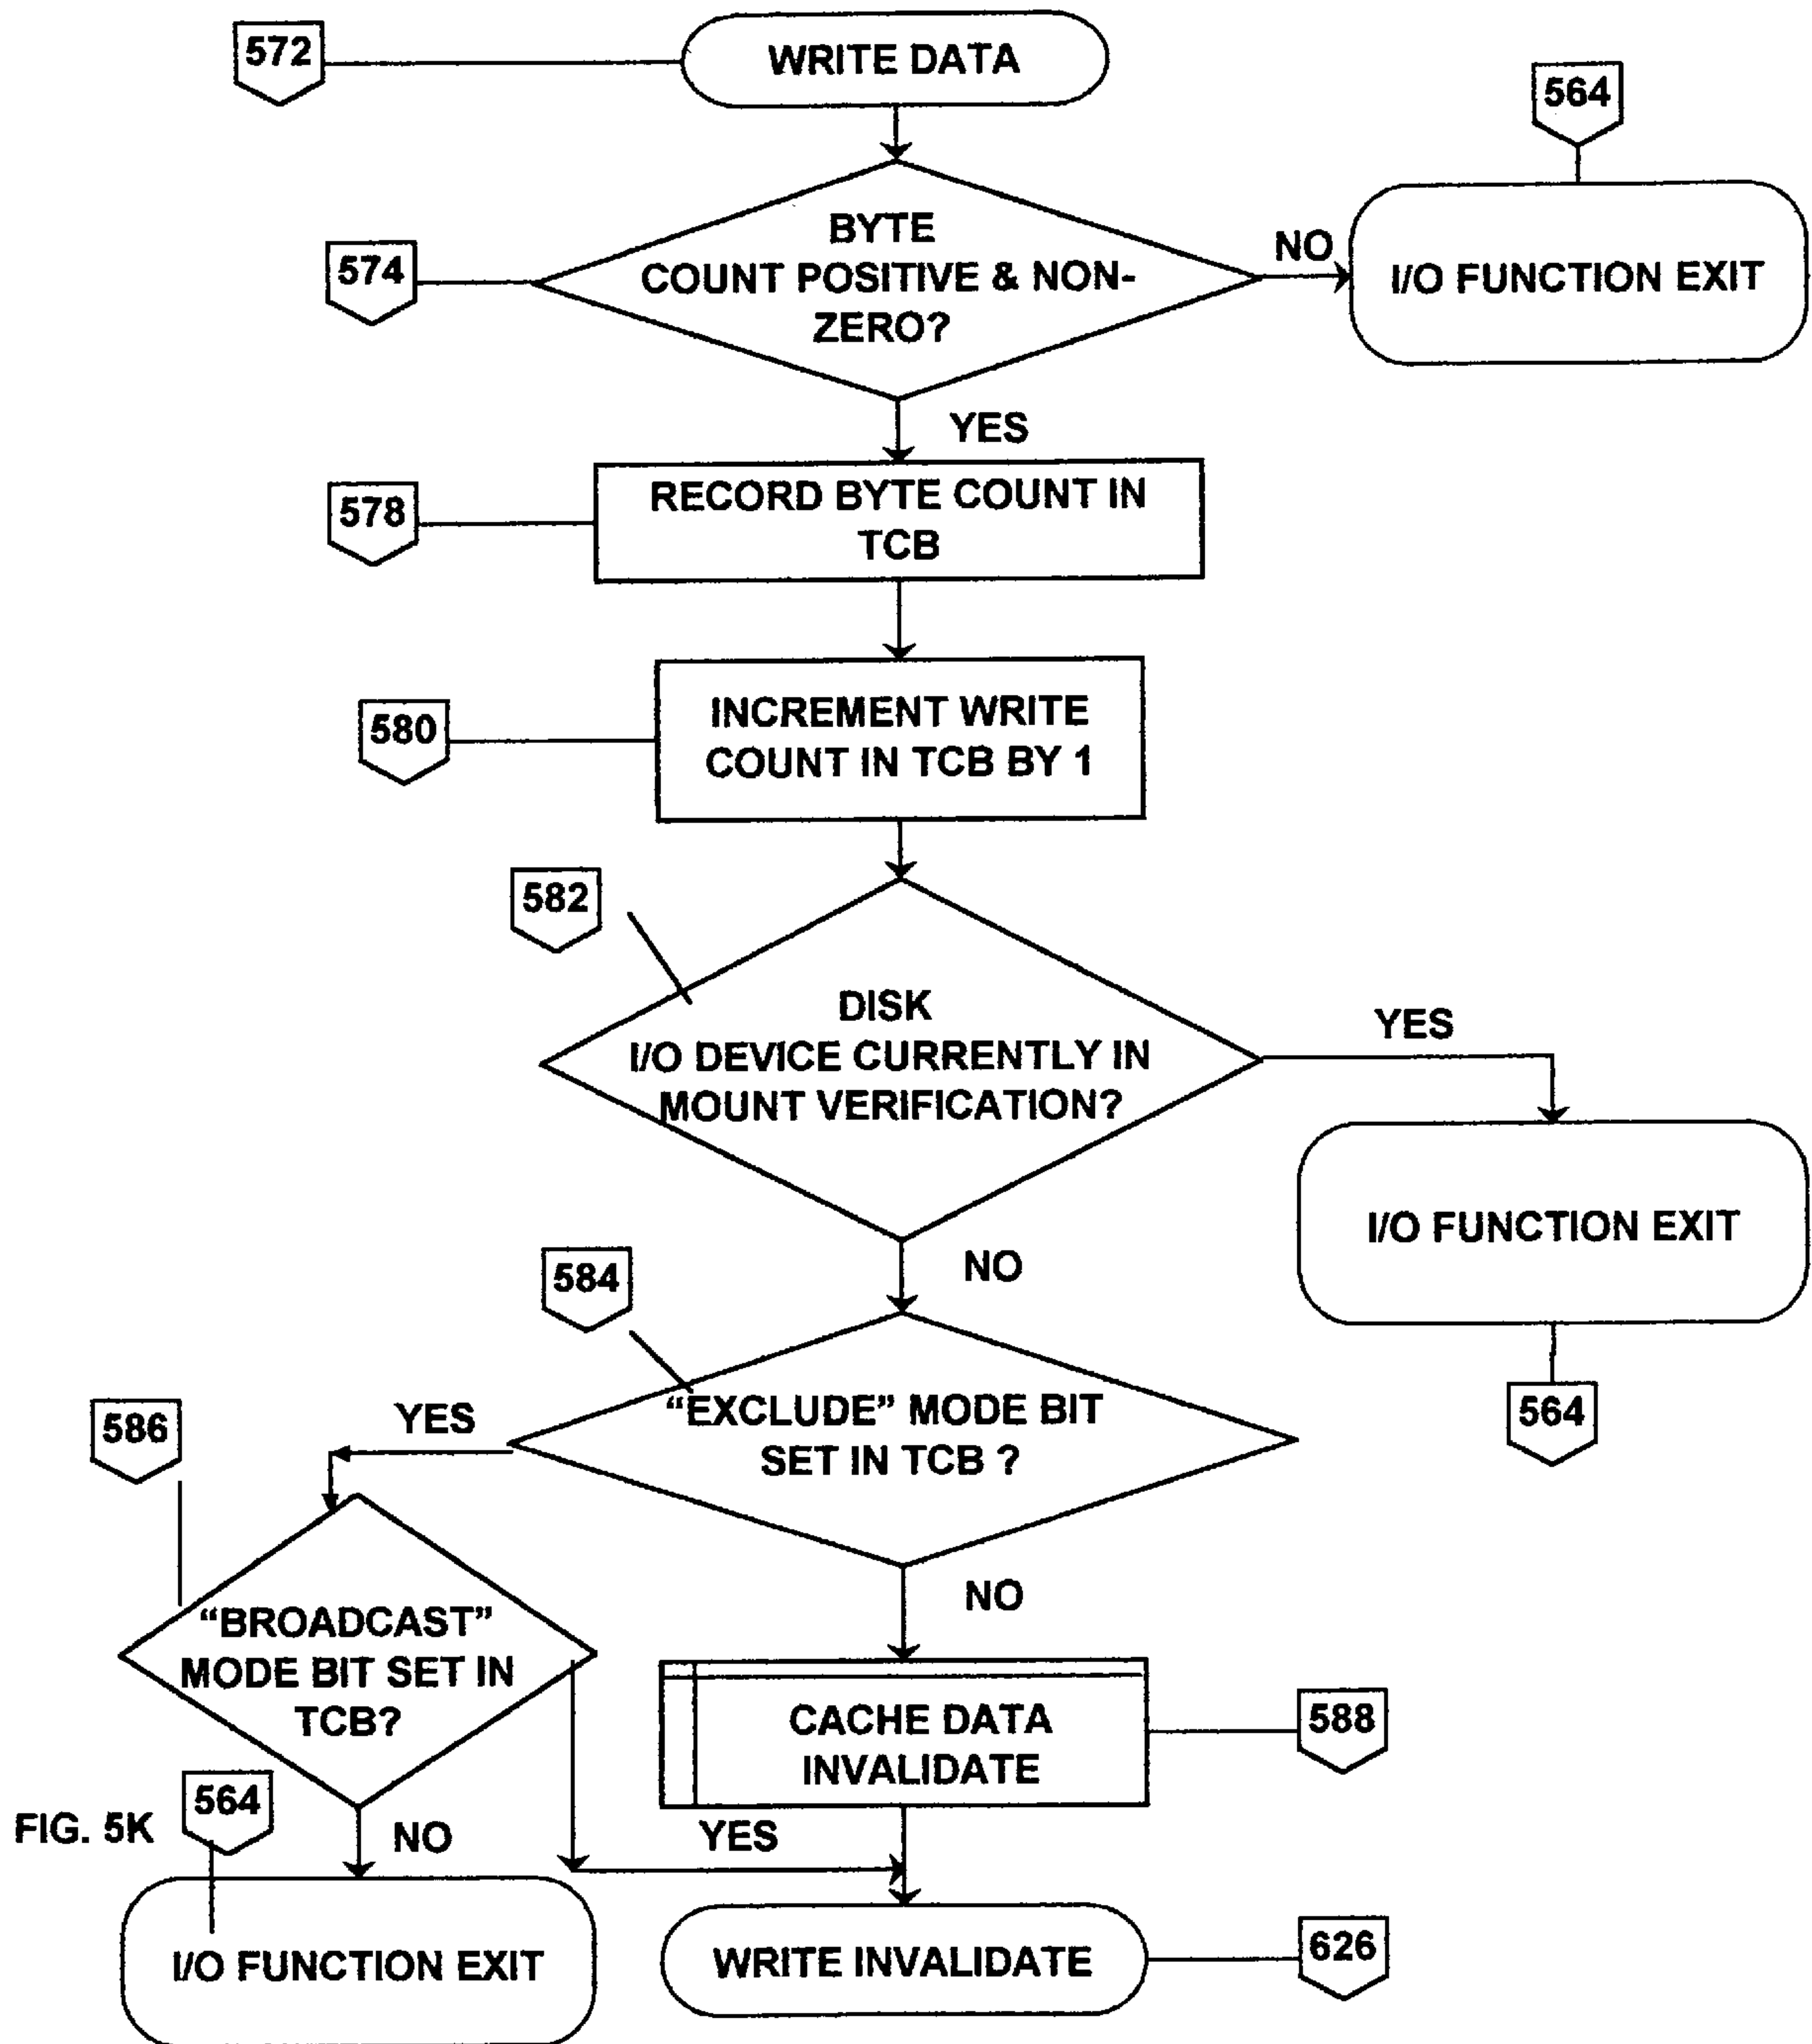 572
WRITE DATA
564
BYTE
COUNT POSITIVE & NON-
ZERO?
574
NO
I/O FUNCTION EXIT
YES
578
RECORD BYTE COUNT IN
TCB
580
INCREMENT WRITE
COUNT IN TCB BY 1
582
DISK
I/O DEVICE CURRENTLY IN
MOUNT VERIFICATION?
YES
I/O FUNCTION EXIT
564
NO
584
“EXCLUDE” MODE BIT
SET IN TCB ?
YES
586
“BROADCAST”
MODE BIT SET IN
TCB?
NO
CACHE DATA
INVALIDATE
588
FIG. 5K
564
NO
YES
I/O FUNCTION EXIT
WRITE INVALIDATE
626